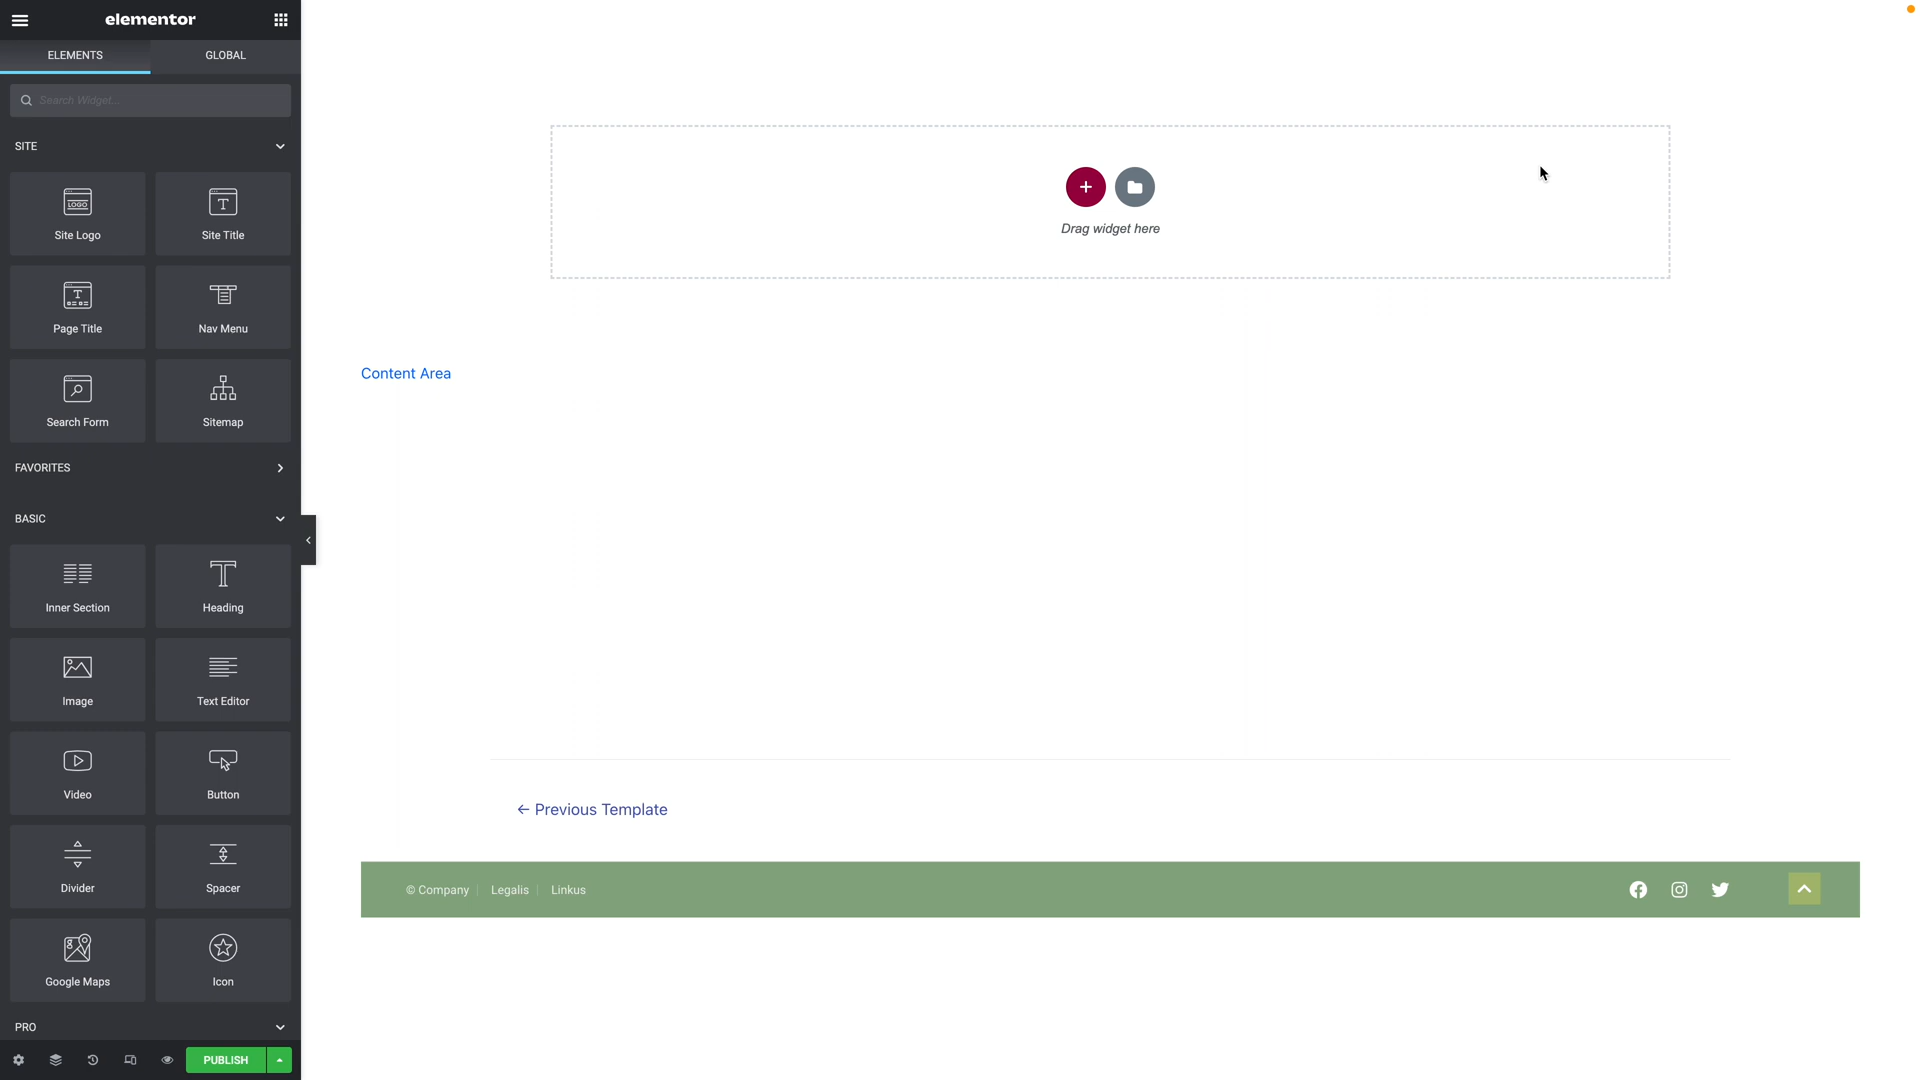 elementor
ELEMENTS
GLOBAL
Search Widget...
SITE
LOGO
Site Logo
Site Title
Page Title
Nav Menu
Search Form
Sitemap
FAVORITES
BASIC
Inner Section
Heading
Image
Text Editor
Video
Button
Divider
Spacer
Google Maps
Icon
PRO
PUBLISH
Drag widget here
Content Area
← Previous Template
© Company
Legalis
Linkus